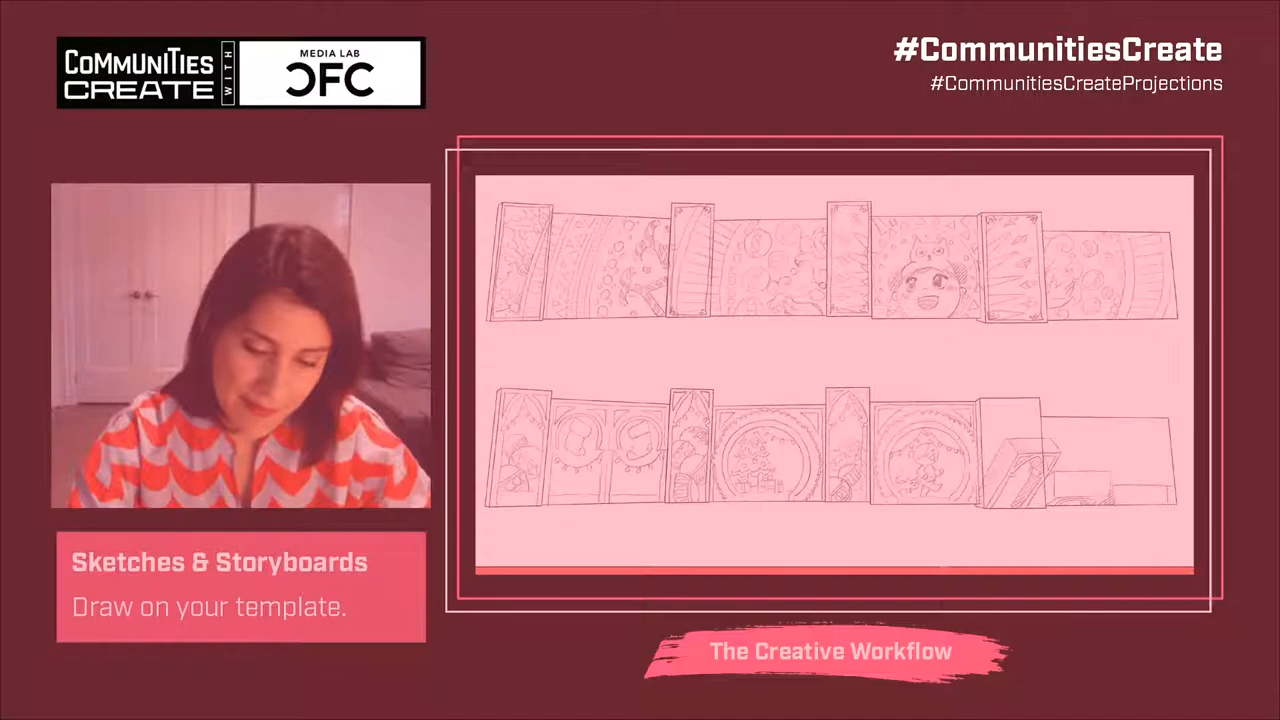 CoMMUNITIES
CREATE
WITH
MEDIA LAB
CFC
#CommunitiesCreate
#CommunitiesCreateProjections
Sketches & Storyboards
Draw on your template.
The Creative Workflow